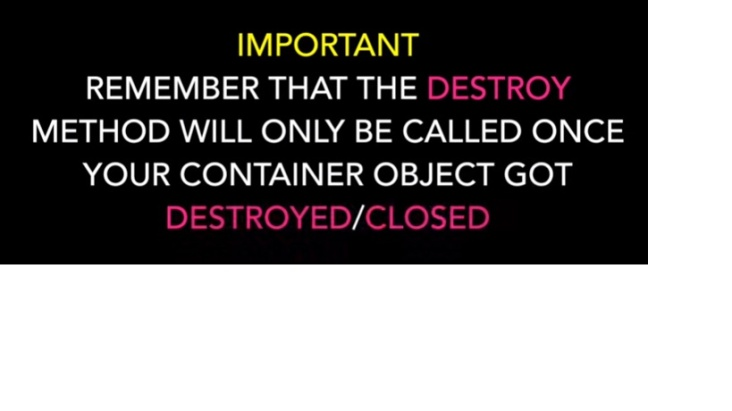 IMPORTANT
REMEMBER THAT THE DESTROY
METHOD WILL ONLY BE CALLED ONCE
YOUR CONTAINER OBJECT GOT
DESTROYED/CLOSED